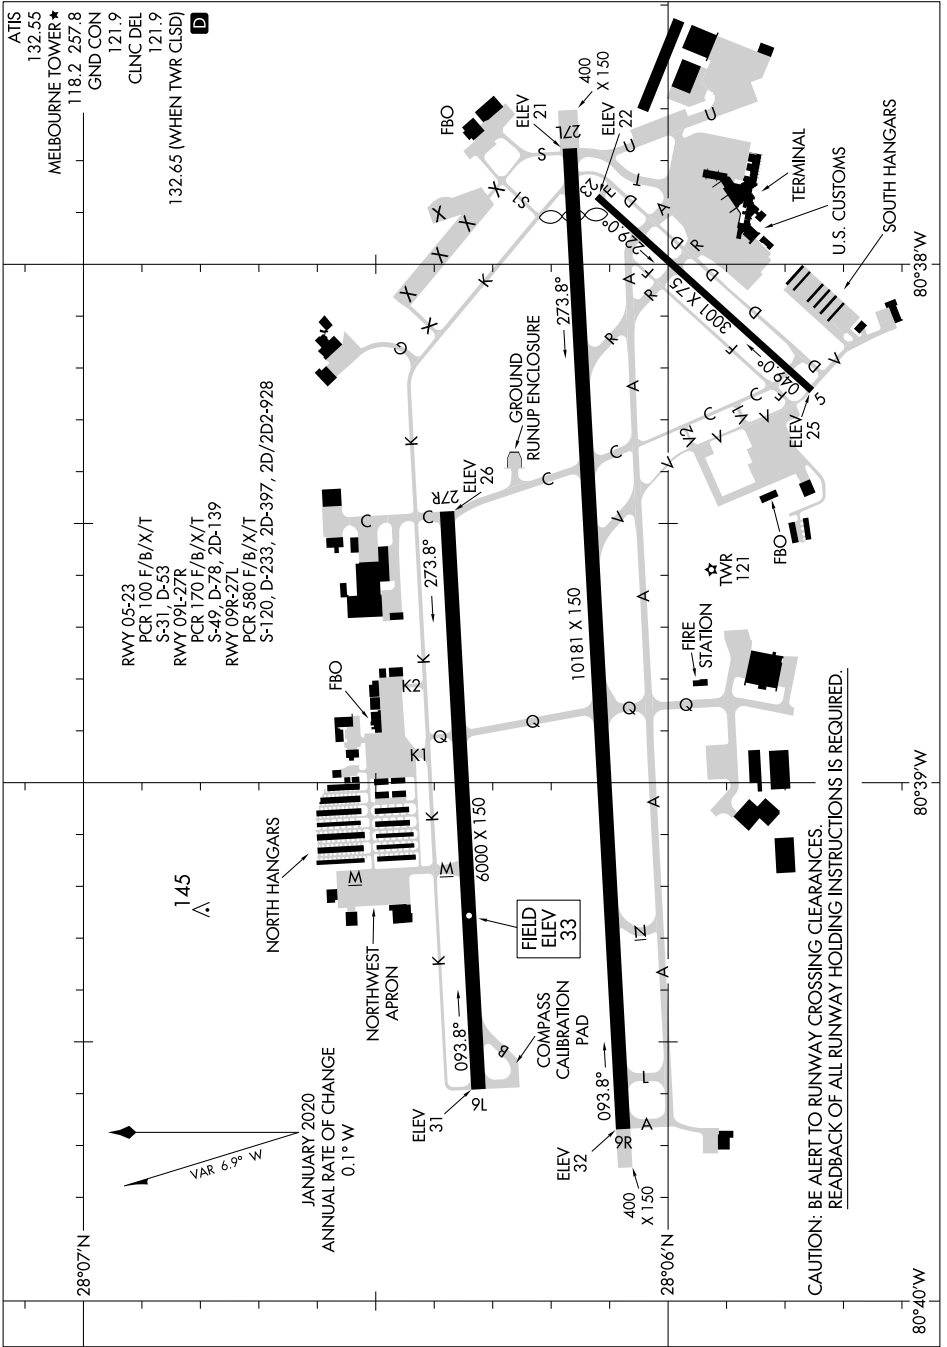 ATIS
132.55
MELBOURNE TOWER★
118.2 257.8
GND CON
121.9
CLNC DEL
121.9
132.65 (WHEN TWR CLSD)
D
RWY 05-23
PCR 100 F/B/X/T
S-31, D-53
RWY 09L-27R
PCR 170 F/B/X/T
S-49, D-78, 2D-139
RWY 09R-27L
PCR 580 F/B/X/T
S-120, D-233, 2D-397, 2D/2D2-928
28°07'N
VAR 6.9° W
JANUARY 2020
ANNUAL RATE OF CHANGE
0.1° W
145
NORTH HANGARS
NORTHWEST
APRON
FBO
M
M
K1
K2
K
K
K
K
K
G
X
X
X
X
X
X
S1
S
FBO
C
C
ELEV
31
9L
093.8°
B
COMPASS
CALIBRATION
PAD
FIELD
ELEV
33
6000 X 150
273.8°
27R
ELEV
26
GROUND
RUNUP ENCLOSURE
Q
Q
Q
Q
C
C
C
C
400
X 150
ELEV
32
9R
093.8°
10181 X 150
273.8°
27L
ELEV
21
400
X 150
28°06'N
A
L
A
N
A
A
A
A
A
V
V
V2
V
V1
V
V
R
R
R
F
F
F
D
D
D
D
D
E
T
U
U
ELEV
22
23
229.0°
3001 X 75
049.0°
5
ELEV
25
TWR
121
FIRE
STATION
FBO
TERMINAL
U.S. CUSTOMS
SOUTH HANGARS
CAUTION: BE ALERT TO RUNWAY CROSSING CLEARANCES.
READBACK OF ALL RUNWAY HOLDING INSTRUCTIONS IS REQUIRED.
80°40'W
80°39'W
80°38'W